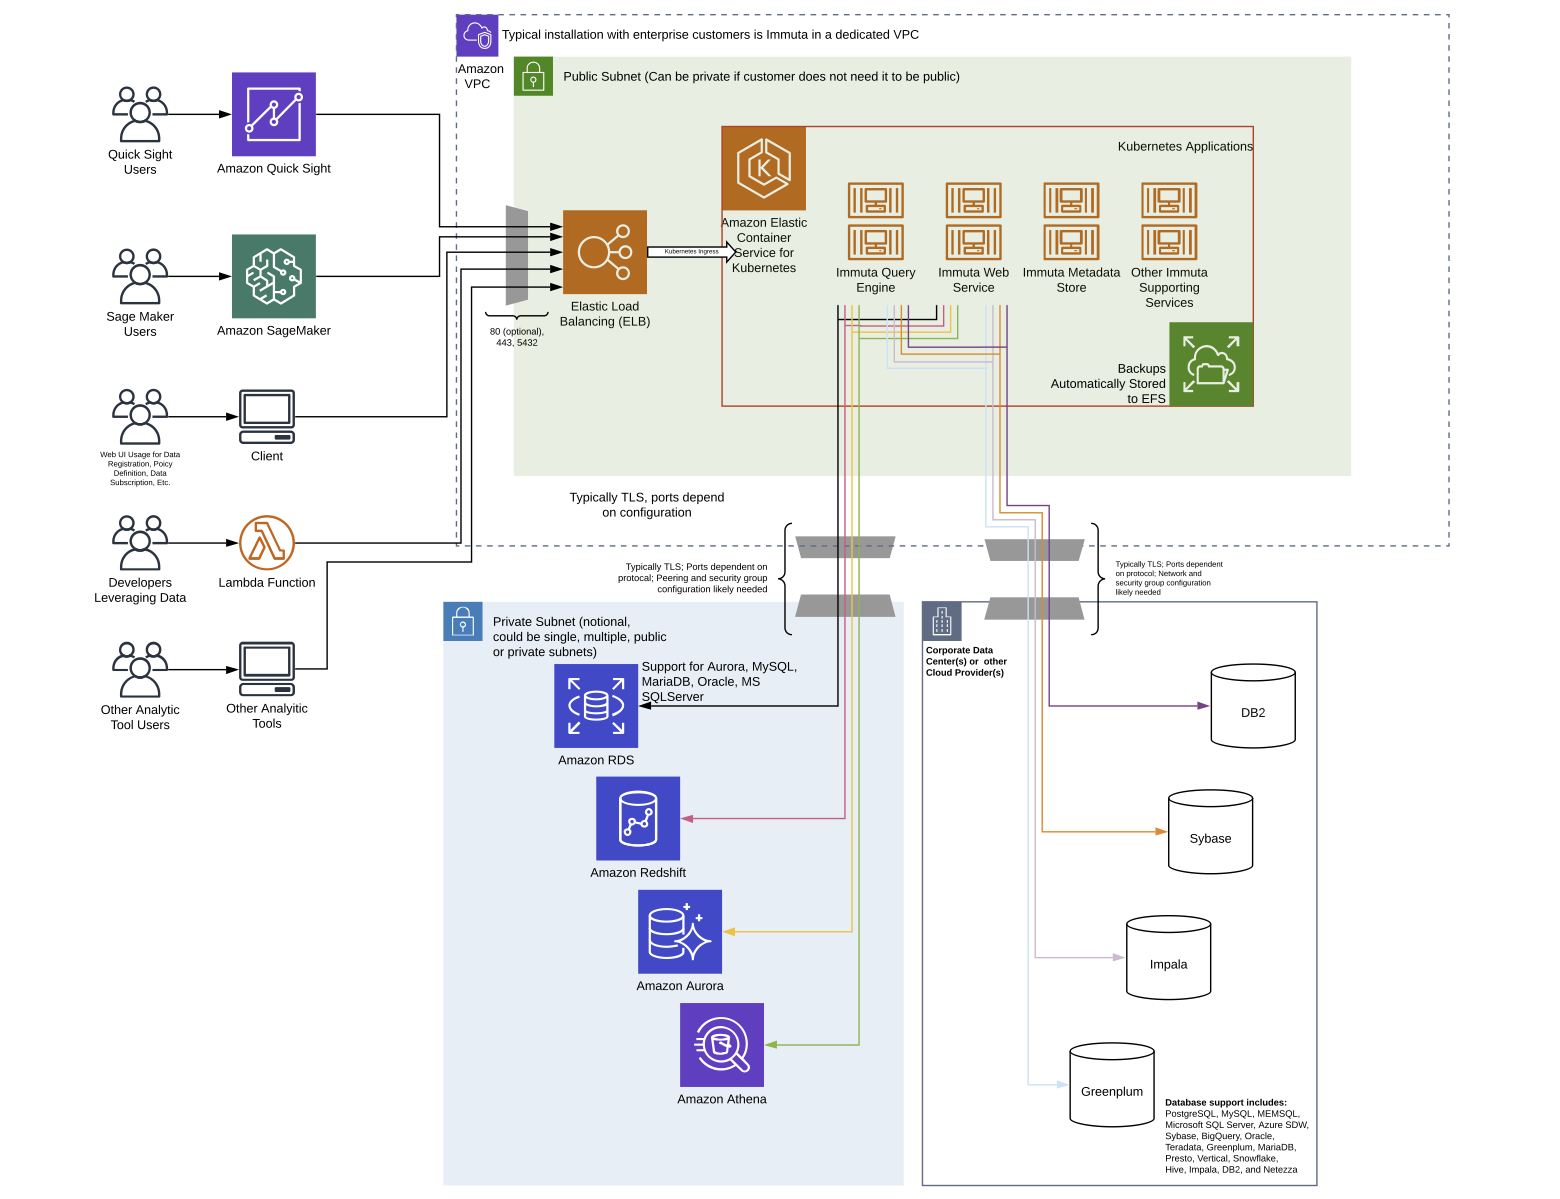 Typical installation with enterprise customers is Immuta in a dedicated VPC
Amazon
VPC
Public Subnet (Can be private if customer does not need it to be public)
Quick Sight
Users
Amazon Quick Sight
Sage Maker
Users
Amazon SageMaker
Web UI Usage for Data
Registration, Poicy
Definition, Data
Subscription, Etc.
Client
Developers
Leveraging Data
Lambda Function
Other Analytic
Tool Users
Other Analyitic
Tools
80 (optional),
443, 5432
Elastic Load
Balancing (ELB)
Kubernetes Ingress
K
Amazon Elastic
Container
Service for
Kubernetes
Kubernetes Applications
Immuta Query
Engine
Immuta Web
Service
Immuta Metadata
Store
Other Immuta
Supporting
Services
Backups
Automatically Stored
to EFS
Typically TLS, ports depend
on configuration
Typically TLS; Ports dependent on
protocal; Peering and security group
configuration likely needed
Typically TLS; Ports dependent
on protocol; Network and
security group configuration
likely needed
Private Subnet (notional,
could be single, multiple, public
or private subnets)
Support for Aurora, MySQL,
MariaDB, Oracle, MS
SQLServer
Amazon RDS
Amazon Redshift
Amazon Aurora
Amazon Athena
Corporate Data
Center(s) or other
Cloud Provider(s)
DB2
Sybase
Impala
Greenplum
Database support includes:
PostgreSQL, MySQL, MEMSQL,
Microsoft SQL Server, Azure SDW,
Sybase, BigQuery, Oracle,
Teradata, Greenplum, MariaDB,
Presto, Vertical, Snowflake,
Hive, Impala, DB2, and Netezza